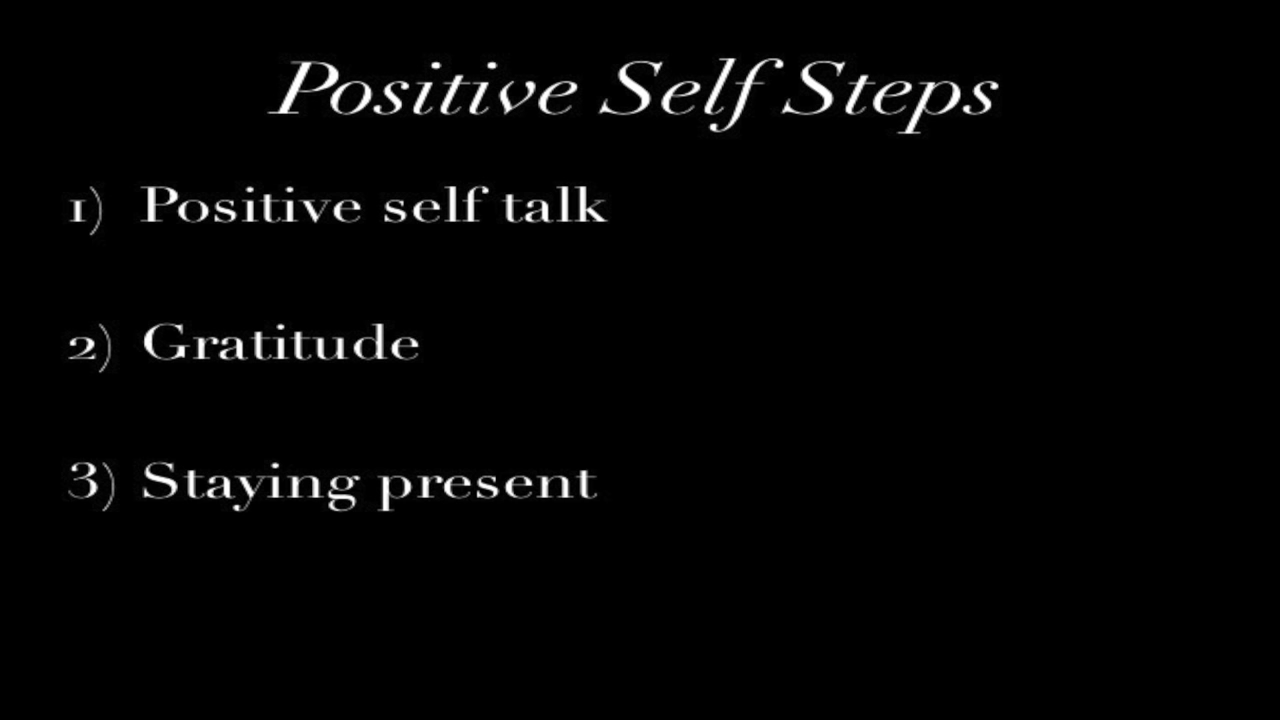 Positive Self Steps
1) Positive self talk
2) Gratitude
3) Staying present